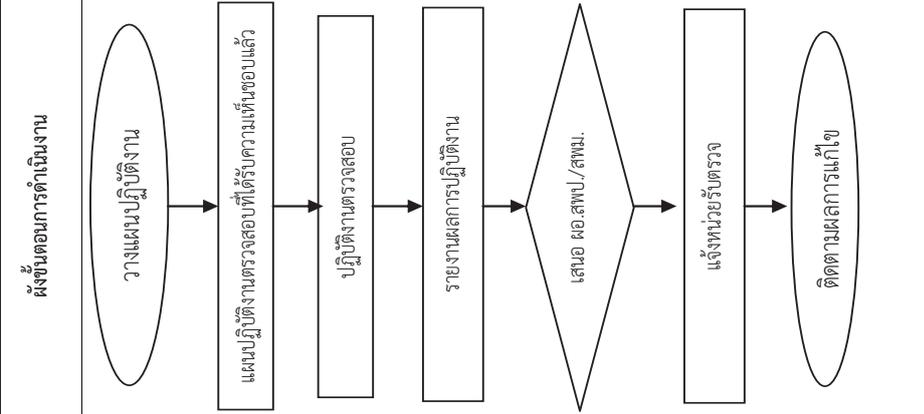 ผังขั้นตอนการดำเนินงาน
วางแผนปฏิบัติงาน
แผนปฏิบัติงานตรวจสอบที่ได้รับความเห็นชอบแล้ว
ปฏิบัติงานตรวจสอบ
รายงานผลการปฏิบัติงาน
เสนอ ผอ.สพป./สพม.
แจ้งหน่วยรับตรวจ
ติดตามผลการแก้ไข